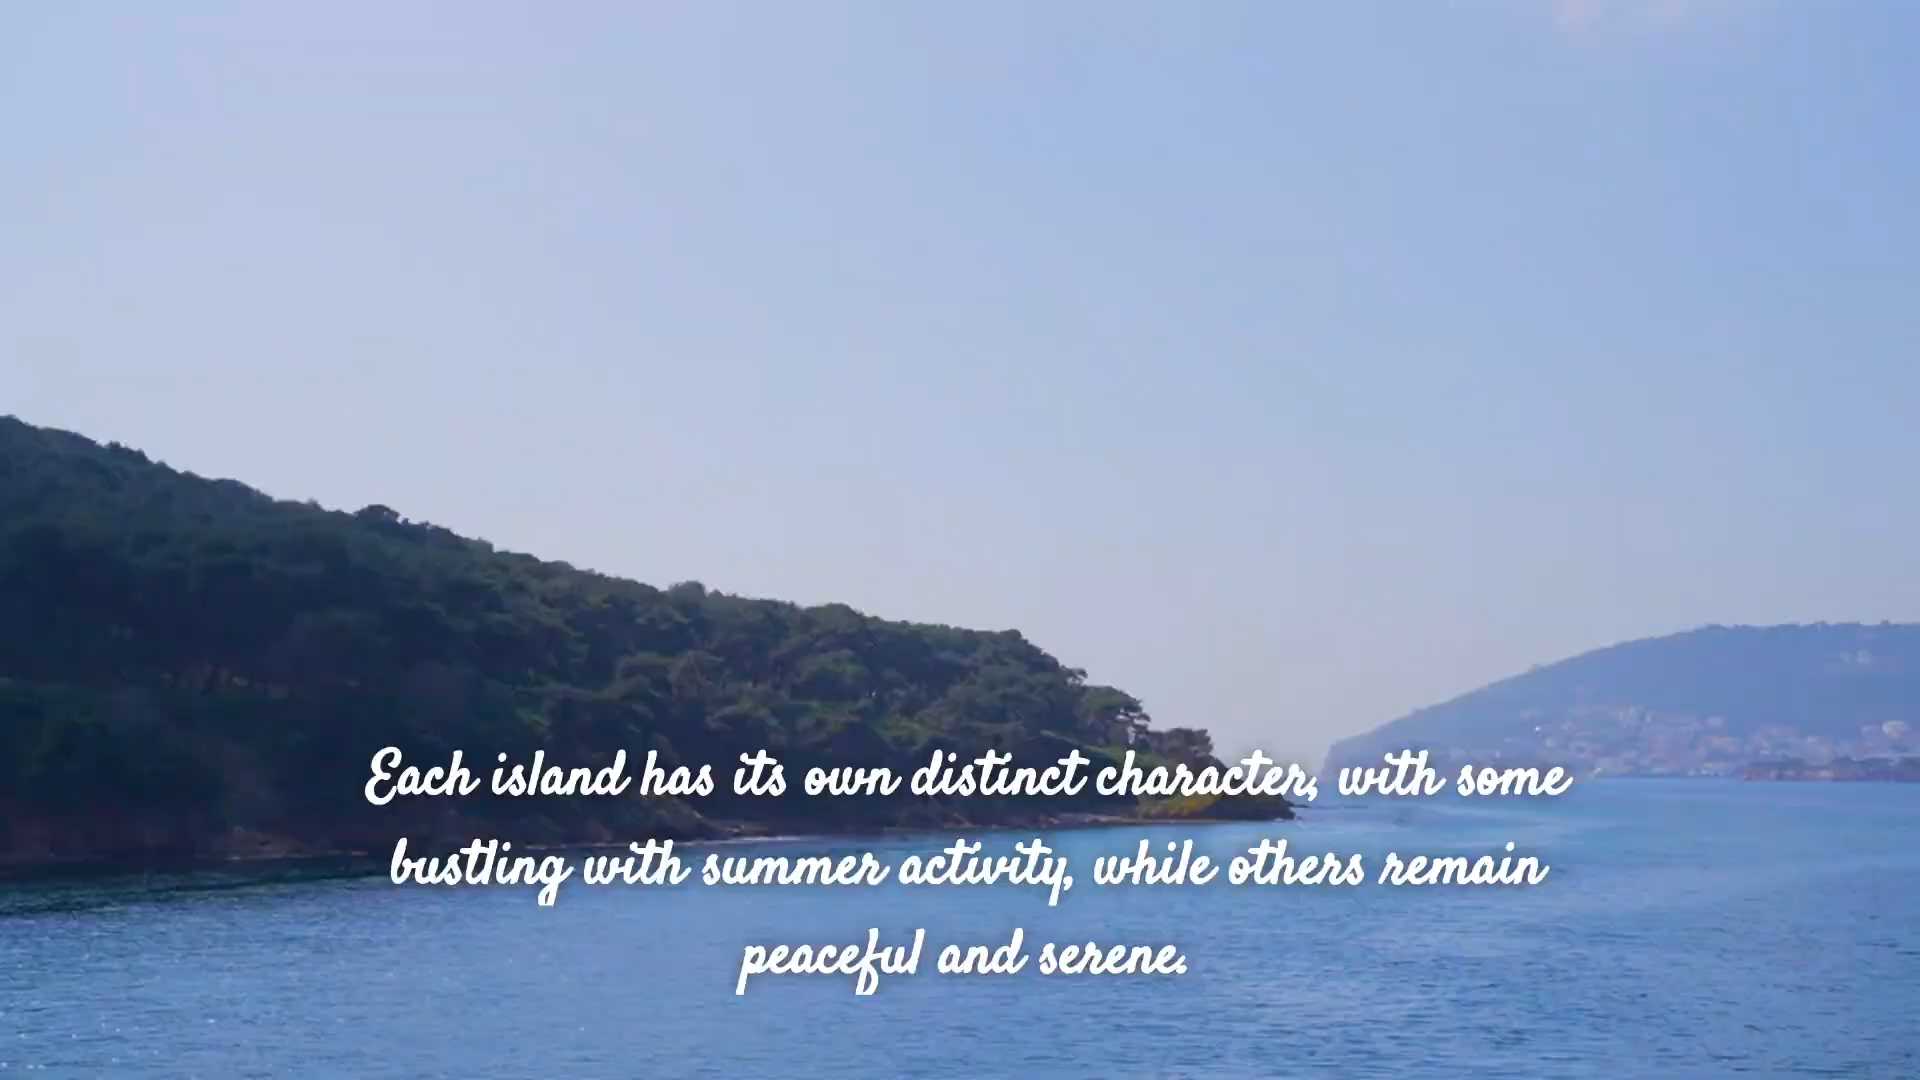 Each island has its own distinct character, with some
bustling with summer activity, while others remain
peaceful and serene.